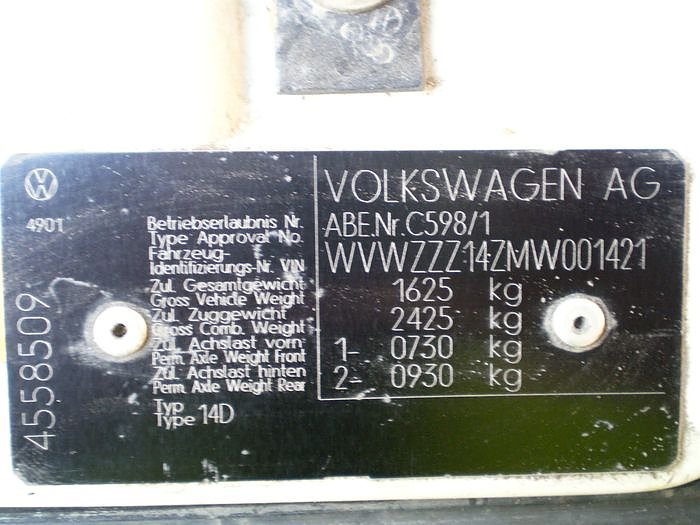 VOLKSWAGEN AG
4901
Betriebserlaubnis Nr.
Type Approval No.
ABE.Nr.C598/1
Fahrzeug-
Identifizierungs-Nr. VIN
WVWZZZ14ZMW001421
Zul. Gesamtgewicht
Gross Vehicle Weight
1625 kg
Zul. Zuggewicht
Gross Comb. Weight
2425 kg
Zul. Achslast vorn
Perm. Axle Weight Front
1- 0730 kg
Zul. Achslast hinten
Perm. Axle Weight Rear
2- 0930 kg
Typ
Type 14D
4558509